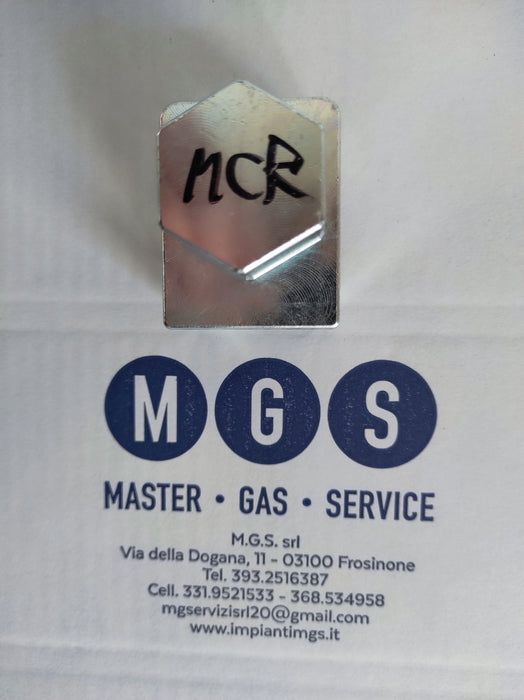 MCR
M G S
MASTER • GAS • SERVICE
M.G.S. srl
Via della Dogana, 11 - 03100 Frosinone
Tel. 393.2516387
Cell. 331.9521533 - 368.534958
mgservizisrl20@gmail.com
www.impiantimgs.it